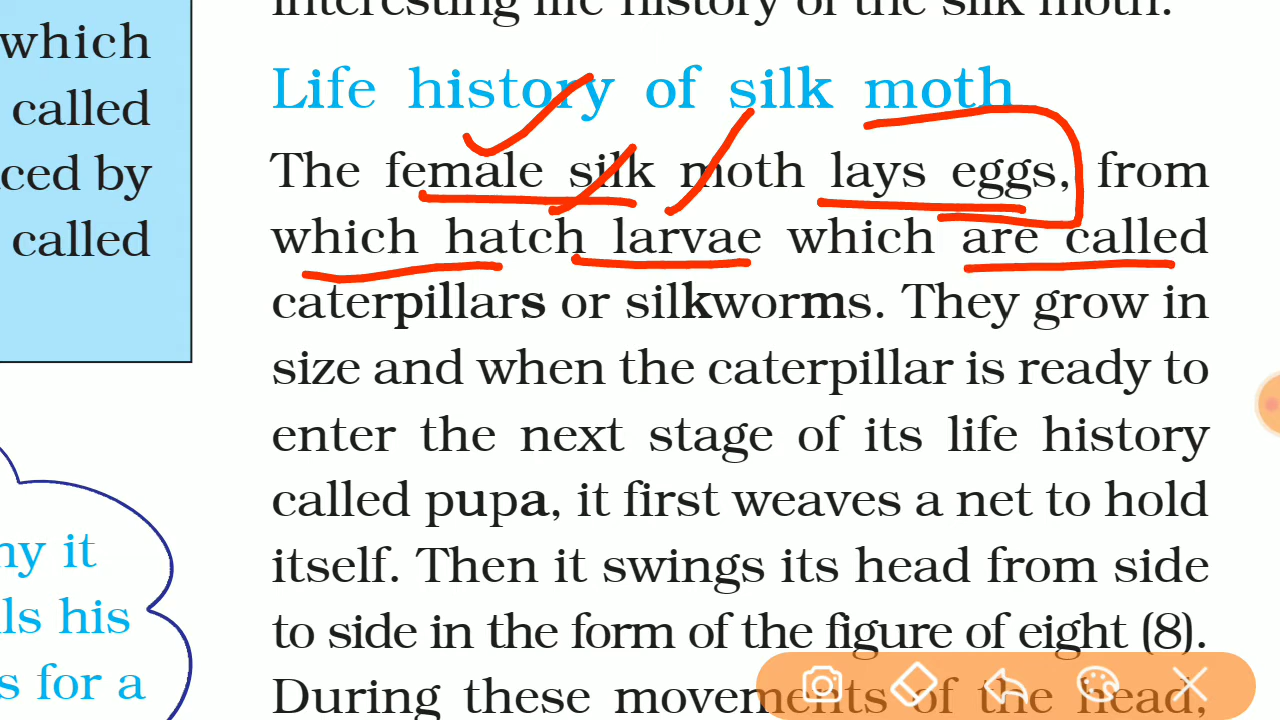 which
called
ced by
called
ny it
ls his
s for a
interesting life history of the silk moth.
Life history of silk moth
The female silk moth lays eggs, from
which hatch larvae which are called
caterpillars or silkworms. They grow in
size and when the caterpillar is ready to
enter the next stage of its life history
called pupa, it first weaves a net to hold
itself. Then it swings its head from side
to side in the form of the figure of eight (8).
During these movements of the head,